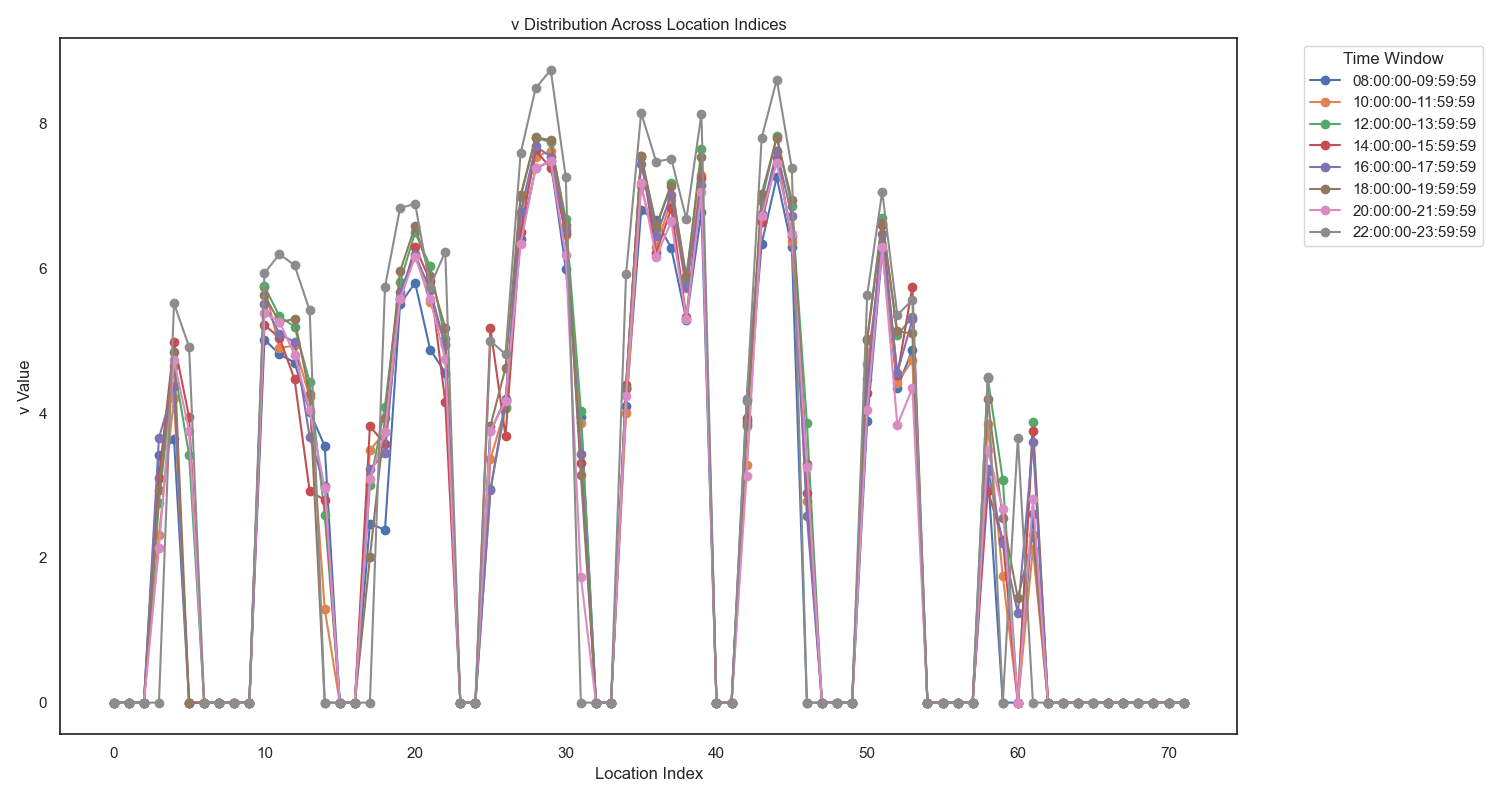 v Distribution Across Location Indices
Time Window
08:00:00-09:59:59
10:00:00-11:59:59
12:00:00-13:59:59
14:00:00-15:59:59
16:00:00-17:59:59
18:00:00-19:59:59
20:00:00-21:59:59
22:00:00-23:59:59
v Value
8
6
4
2
0
0 10 20 30 40 50 60 70
Location Index